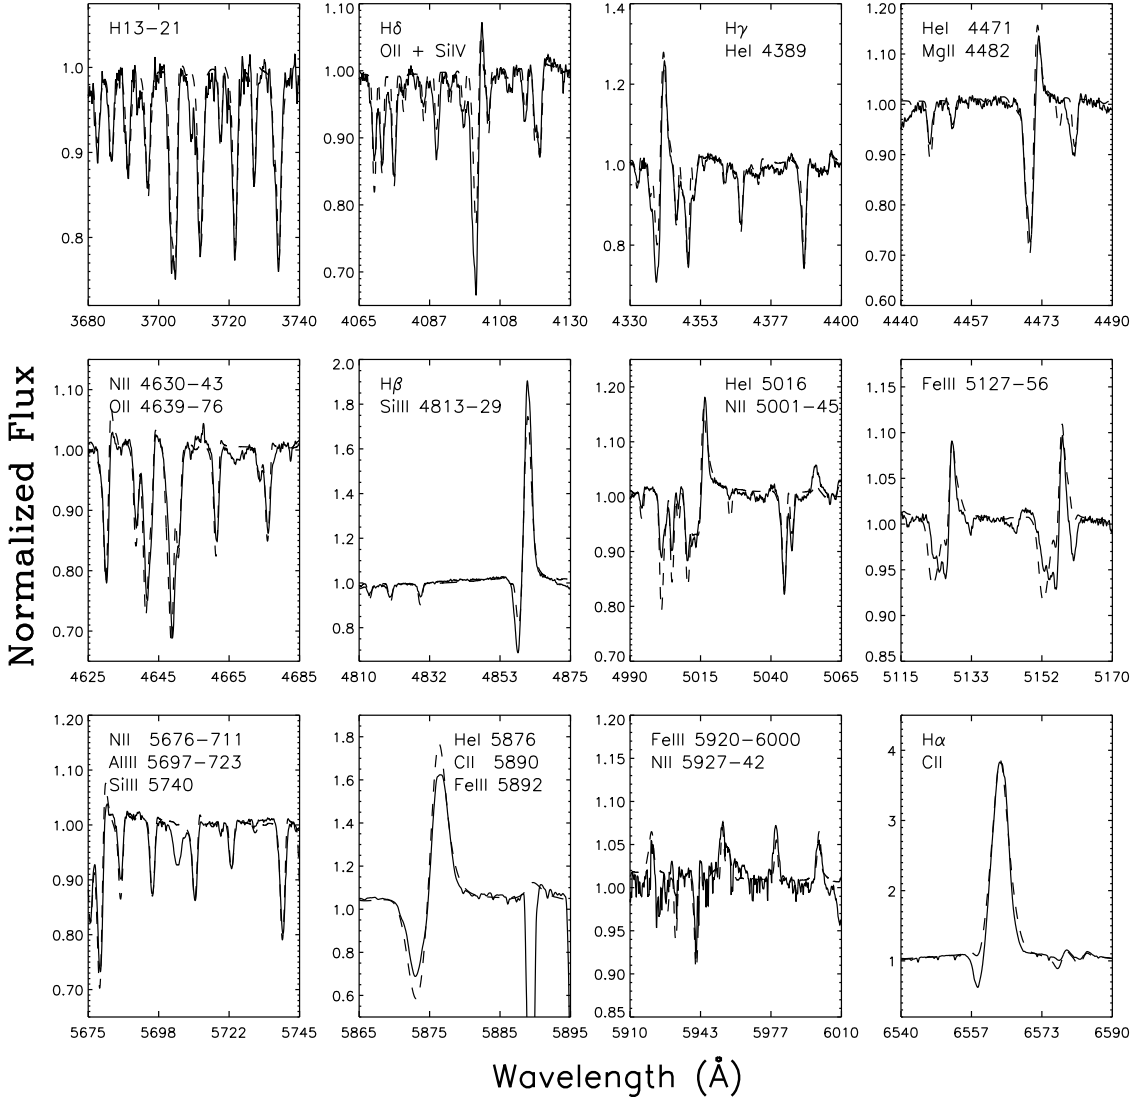 H13−21
1.0
0.9
0.8
3680 3700 3720 3740
Hδ
OII + SiIV
1.10
1.00
0.90
0.80
0.70
4065 4087 4108 4130
Hγ
HeI 4389
1.4
1.2
1.0
0.8
4330 4353 4377 4400
HeI 4471
MgII 4482
1.20
1.10
1.00
0.90
0.80
0.70
0.60
4440 4457 4473 4490
NII 4630−43
OII 4639−76
1.10
1.00
0.90
0.80
0.70
4625 4645 4665 4685
Hβ
SiIII 4813−29
2.0
1.8
1.6
1.4
1.2
1.0
0.8
4810 4832 4853 4875
HeI 5016
NII 5001−45
1.20
1.10
1.00
0.90
0.80
0.70
4990 5015 5040 5065
FeIII 5127−56
1.15
1.10
1.05
1.00
0.95
0.90
0.85
5115 5133 5152 5170
NII 5676−711
AlIII 5697−723
SiIII 5740
1.20
1.10
1.00
0.90
0.80
0.70
5675 5698 5722 5745
HeI 5876
CII 5890
FeIII 5892
1.8
1.6
1.4
1.2
1.0
0.8
0.6
5865 5875 5885 5895
FeIII 5920−6000
NII 5927−42
1.20
1.15
1.10
1.05
1.00
0.95
0.90
0.85
5910 5943 5977 6010
Hα
CII
4
3
2
1
6540 6557 6573 6590
Normalized Flux
Wavelength (Å)